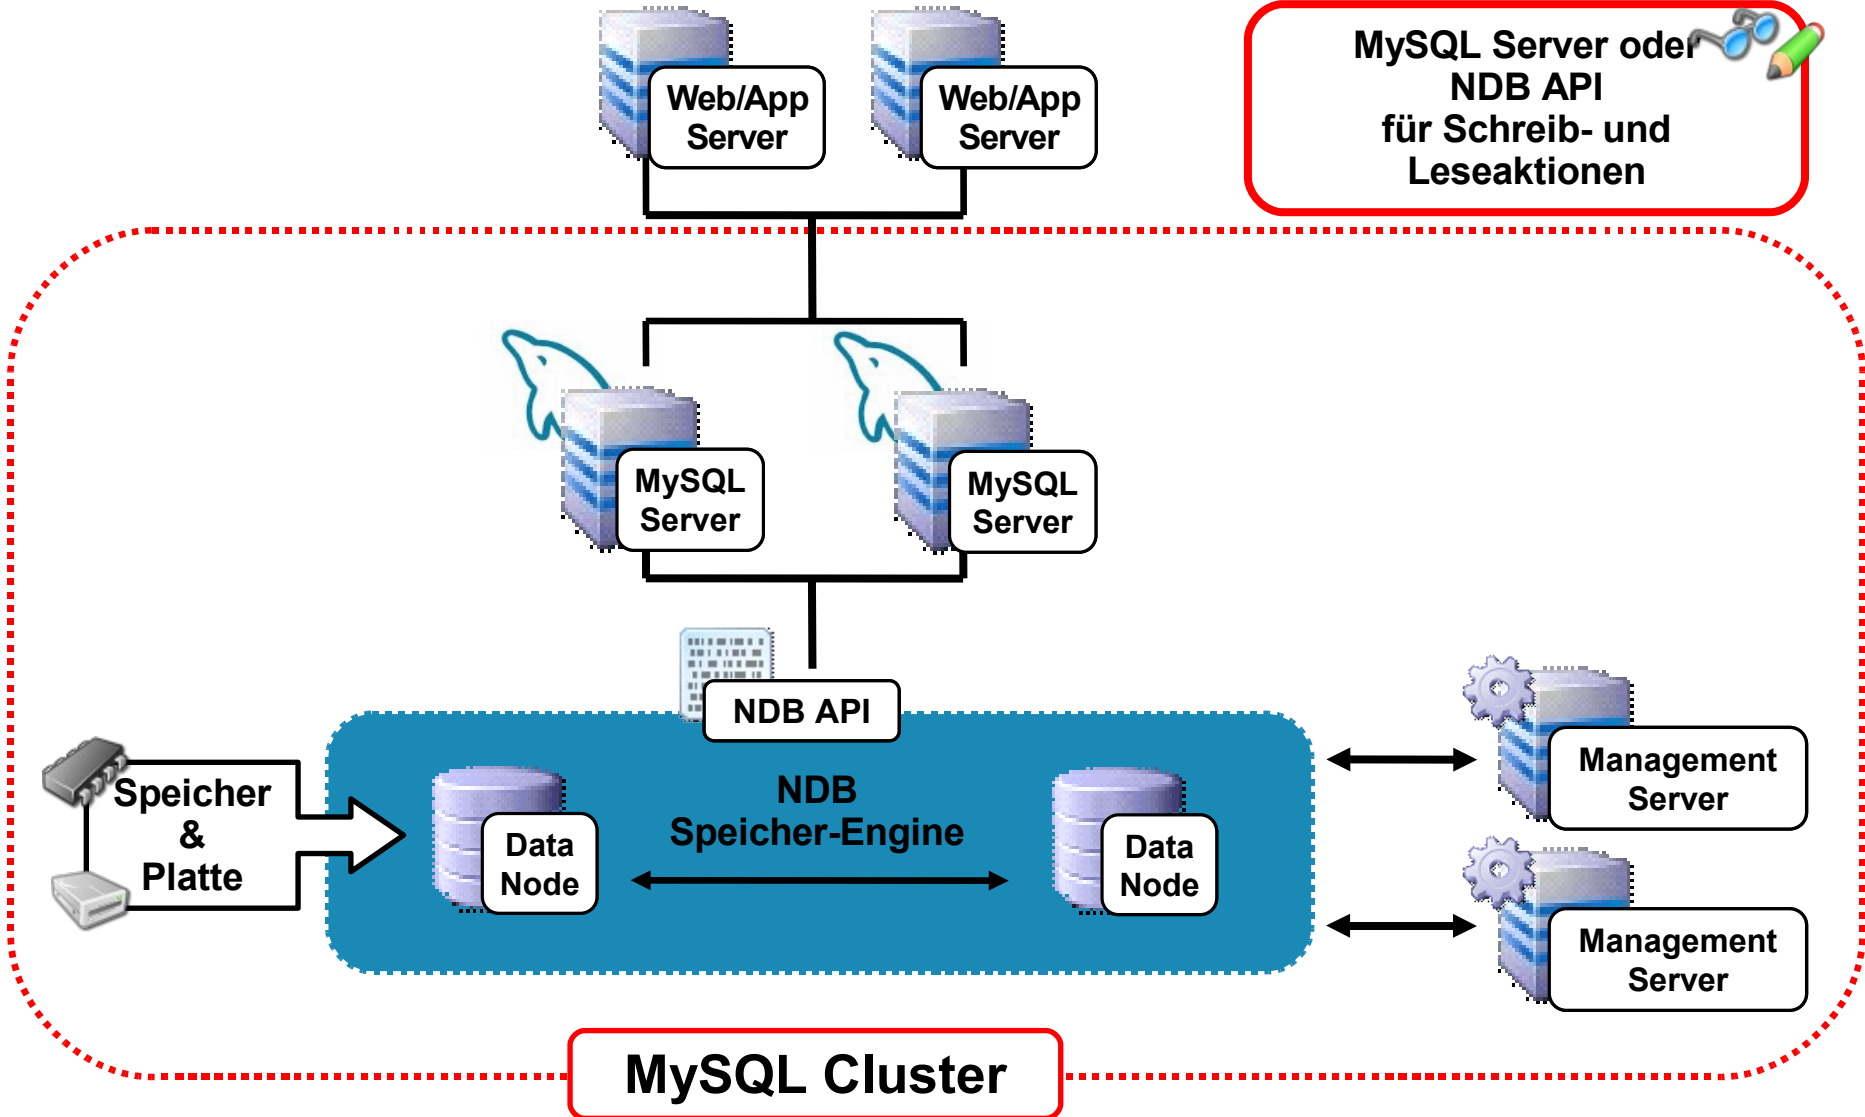 MySQL Server oder
NDB API
für Schreib- und
Leseaktionen
Web/App
Server
Web/App
Server
MySQL
Server
MySQL
Server
NDB API
Speicher
&
Platte
NDB
Speicher-Engine
Data
Node
Data
Node
Management
Server
Management
Server
MySQL Cluster